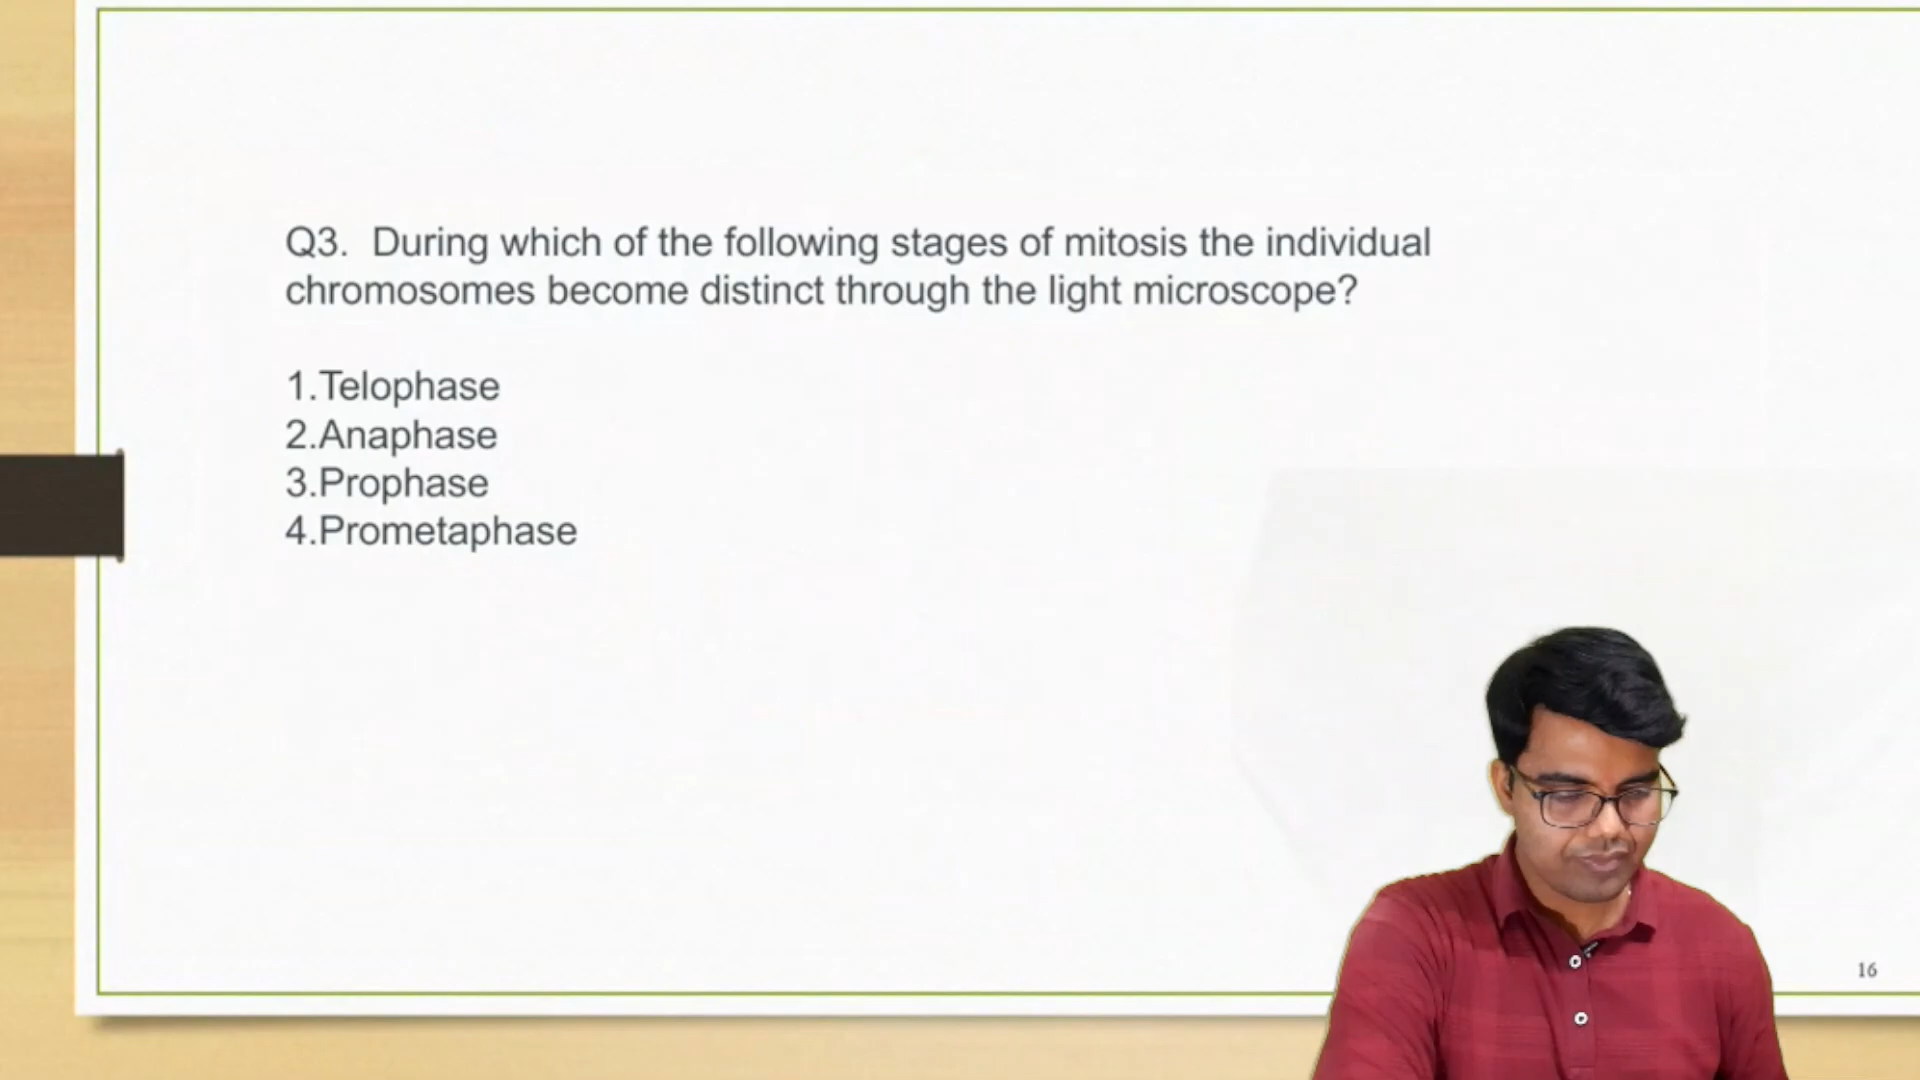 Q3. During which of the following stages of mitosis the individual
chromosomes become distinct through the light microscope?
1.Telophase
2.Anaphase
3.Prophase
4.Prometaphase
16